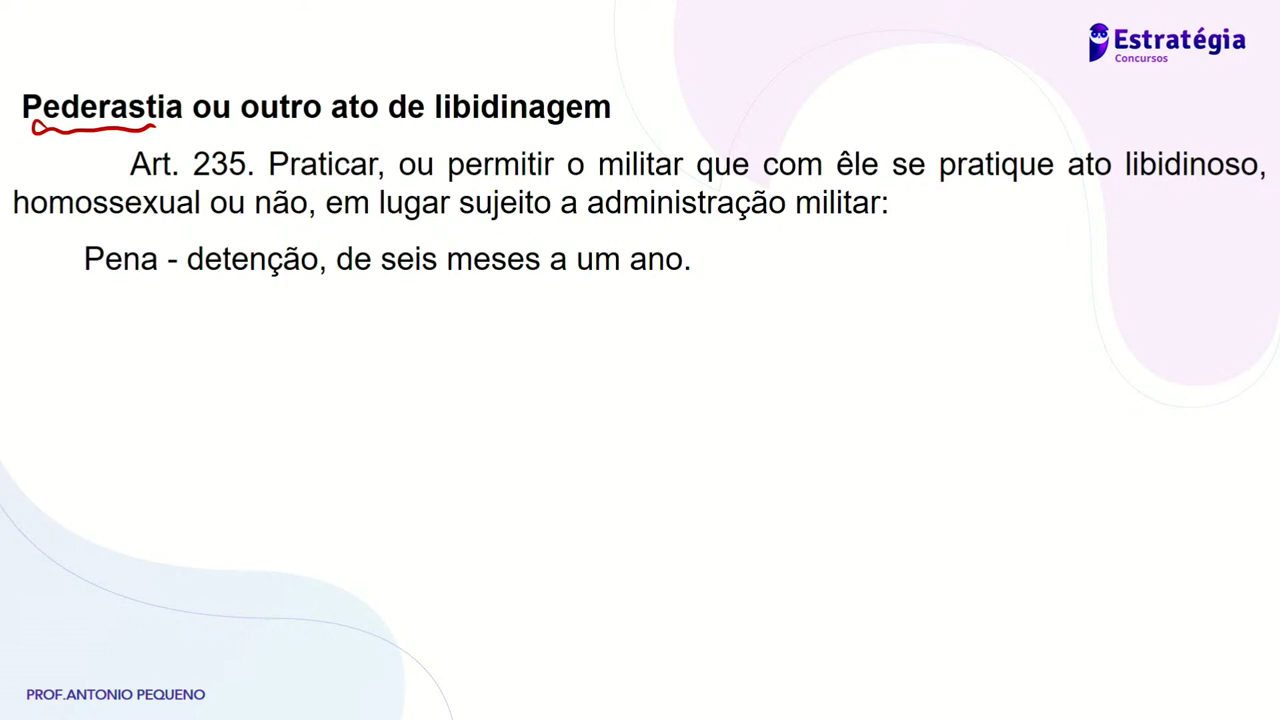 Estratégia
Concursos
Pederastia ou outro ato de libidinagem
Art. 235. Praticar, ou permitir o militar que com êle se pratique ato libidinoso,
homossexual ou não, em lugar sujeito a administração militar:
Pena - detenção, de seis meses a um ano.
PROF.ANTONIO PEQUENO